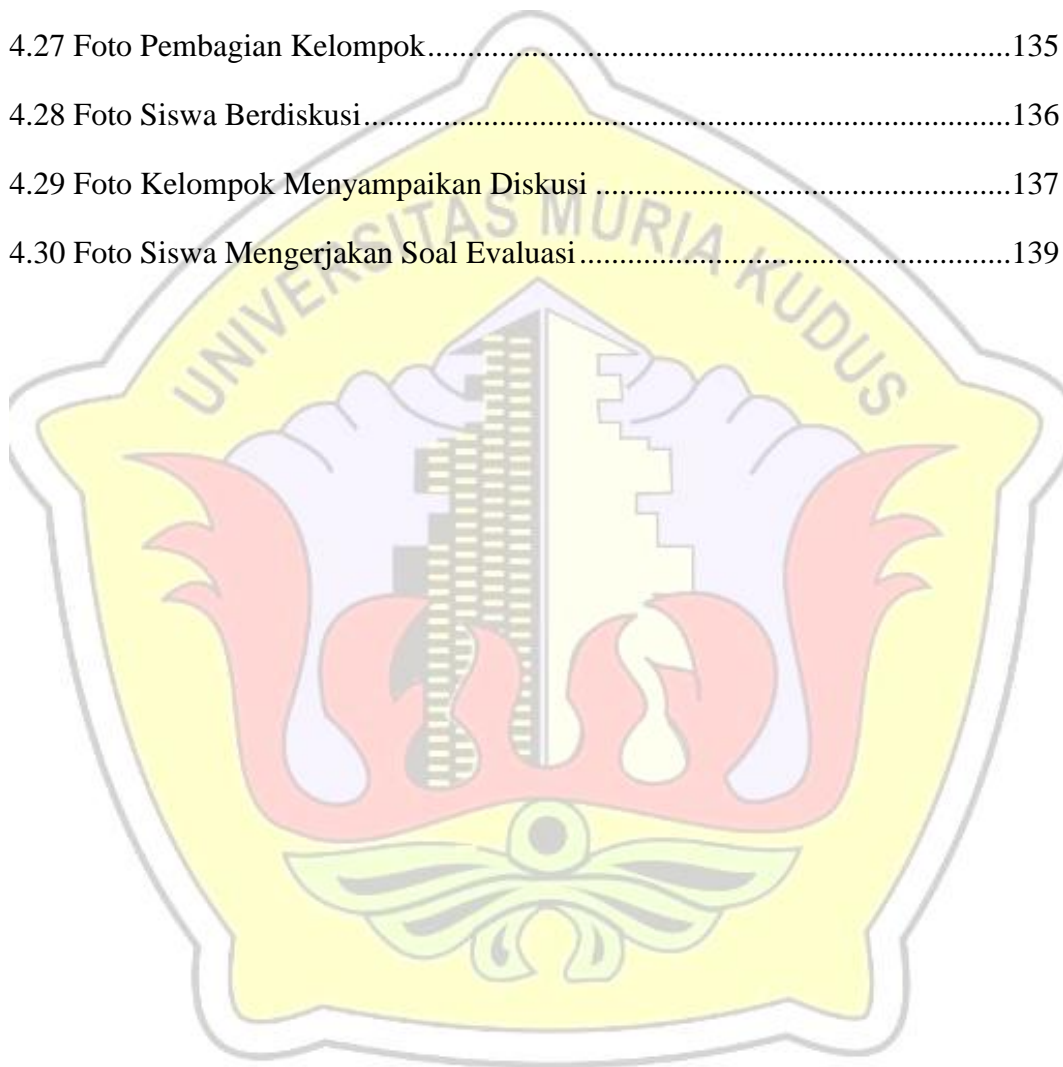 4.27 Foto Pembagian Kelompok.......................................................................135
4.28 Foto Siswa Berdiskusi...............................................................................136
4.29 Foto Kelompok Menyampaikan Diskusi ..................................................137
4.30 Foto Siswa Mengerjakan Soal Evaluasi.....................................................139
UNIVERSITAS MURIA KUDUS